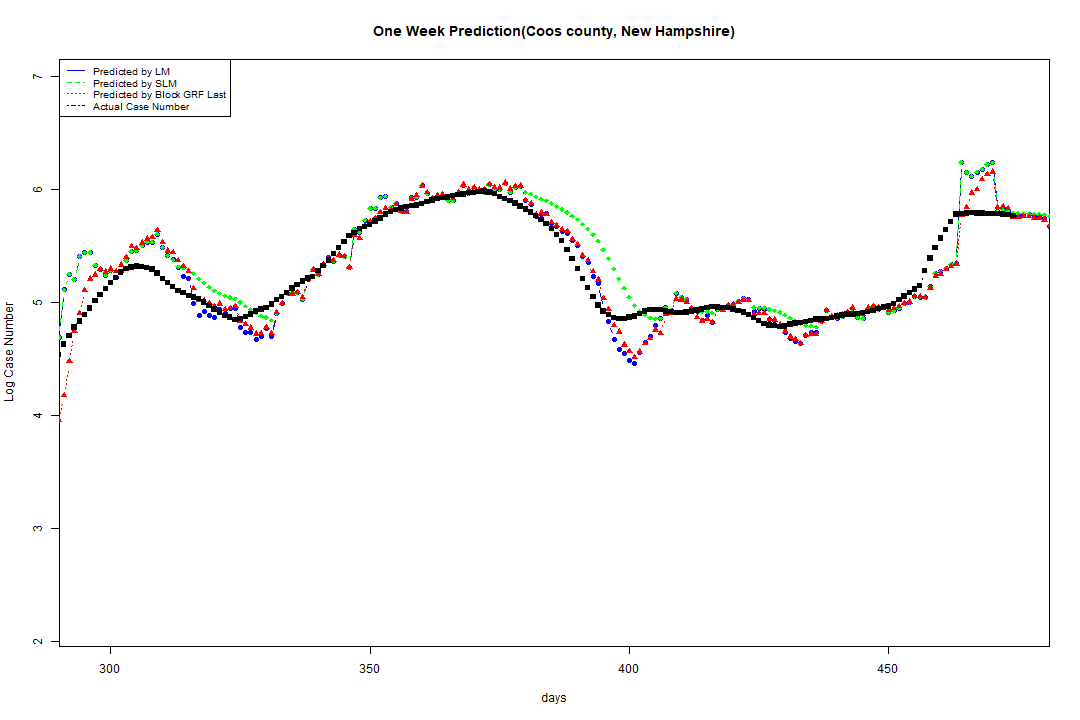 One Week Prediction(Coos county, New Hampshire)
Predicted by LM
Predicted by SLM
Predicted by Block GRF Last
Actual Case Number
7
6
5
4
3
2
Log Case Number
300
350
400
450
days